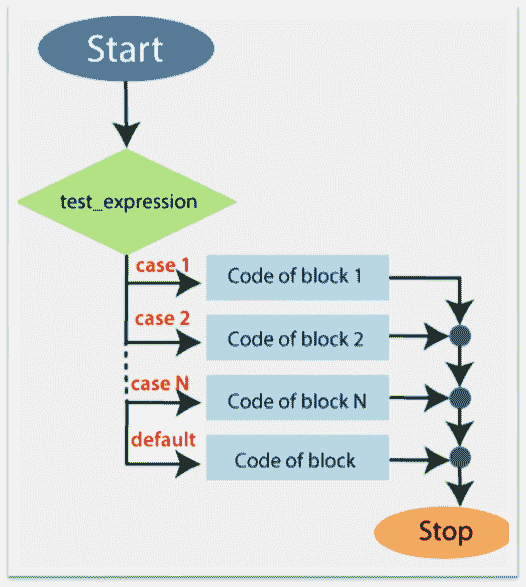 Start
test_expression
case 1
Code of block 1
case 2
Code of block 2
case N
Code of block N
default
Code of block
Stop